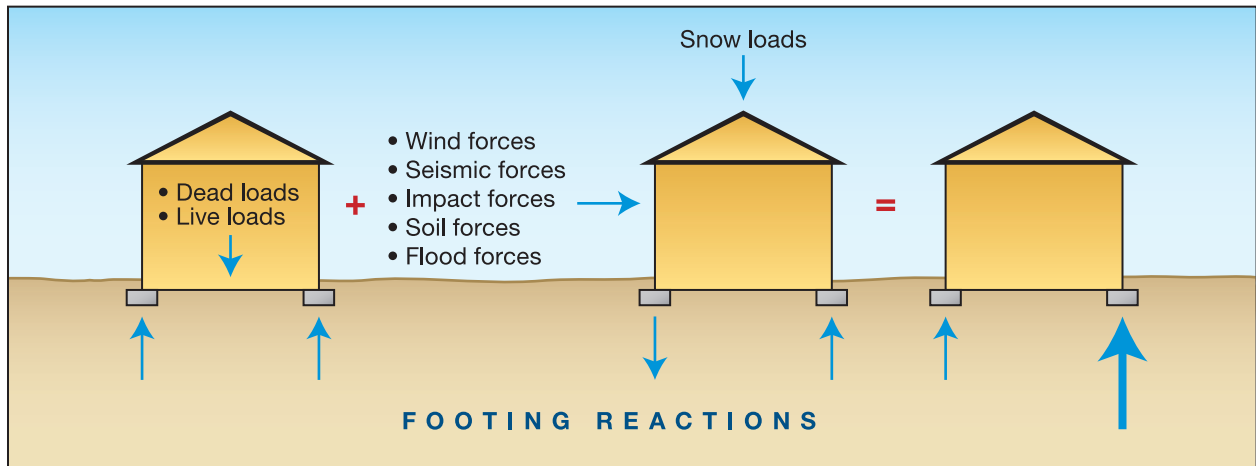 Snow loads
• Dead loads
• Live loads
+
• Wind forces
• Seismic forces
• Impact forces
• Soil forces
• Flood forces
=
FOOTING REACTIONS